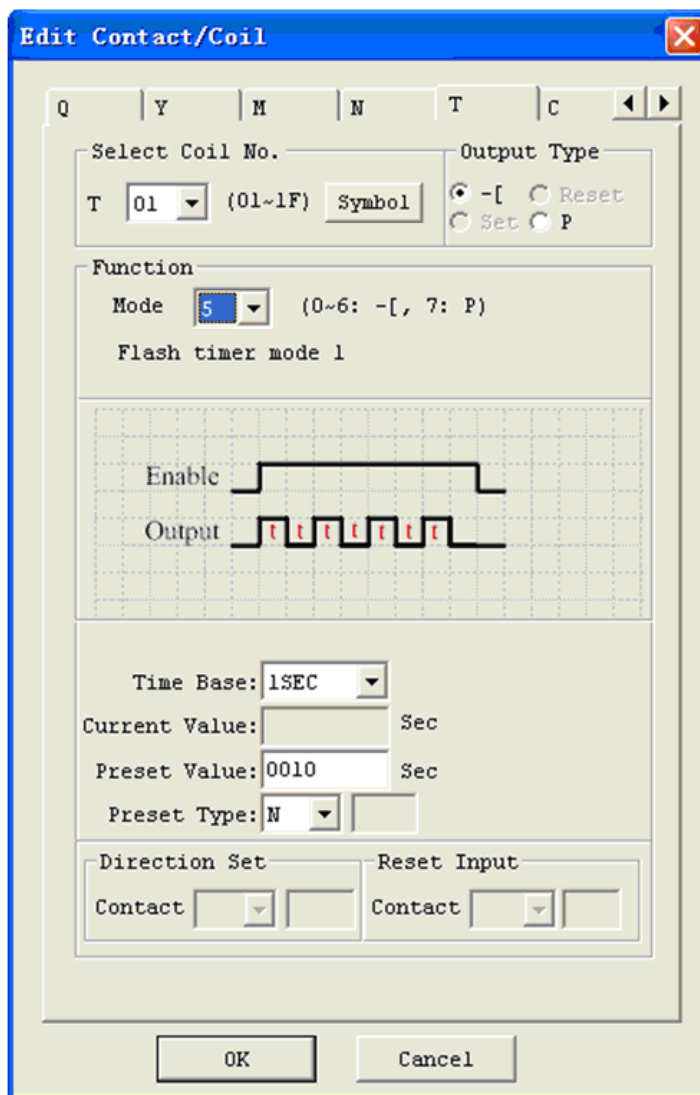 Edit Contact/Coil
Q Y M N T C
Select Coil No.
T 01 (01~1F) Symbol
Output Type
-[ Reset
Set P
Function
Mode 5 (0~6: -[, 7: P)
Flash timer mode 1
Enable
Output t t t t t t t
Time Base: 1SEC
Current Value: Sec
Preset Value: 0010 Sec
Preset Type: N
Direction Set
Contact
Reset Input
Contact
OK Cancel